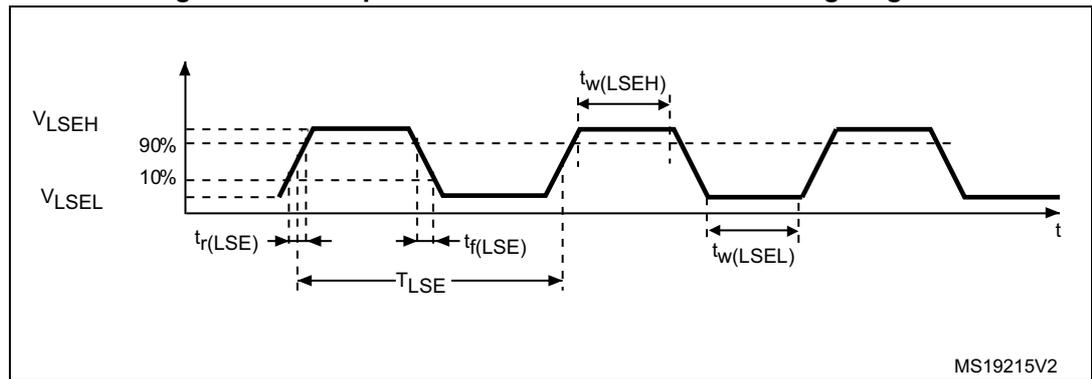 tw(LSEH)
VLSEH
90%
10%
VLSEL
tr(LSE)
tf(LSE)
TLSE
tw(LSEL)
t
MS19215V2